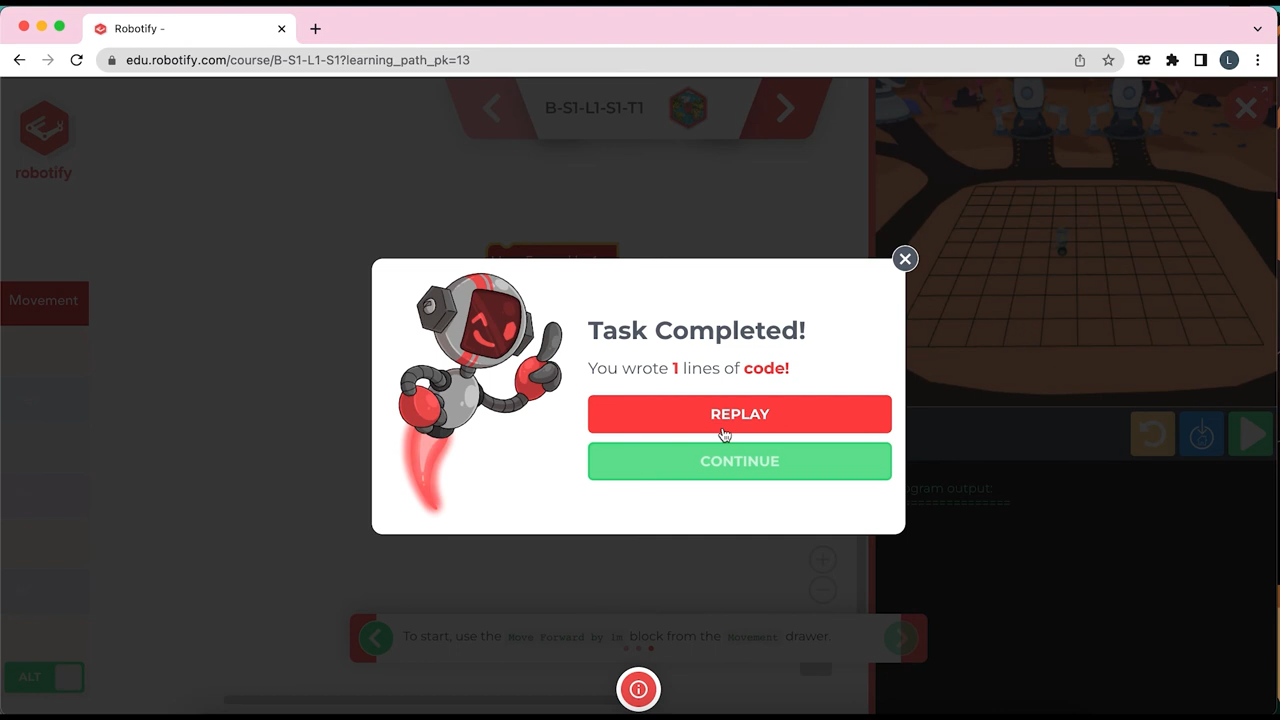 Robotify -
edu.robotify.com/course/B-S1-L1-S1?learning_path_pk=13
L
B-S1-L1-S1-T1
robotify
Movement
Task Completed!
You wrote 1 lines of code!
REPLAY
CONTINUE
gram output:
To start, use the Move Forward by 1m block from the Movement drawer.
ALT